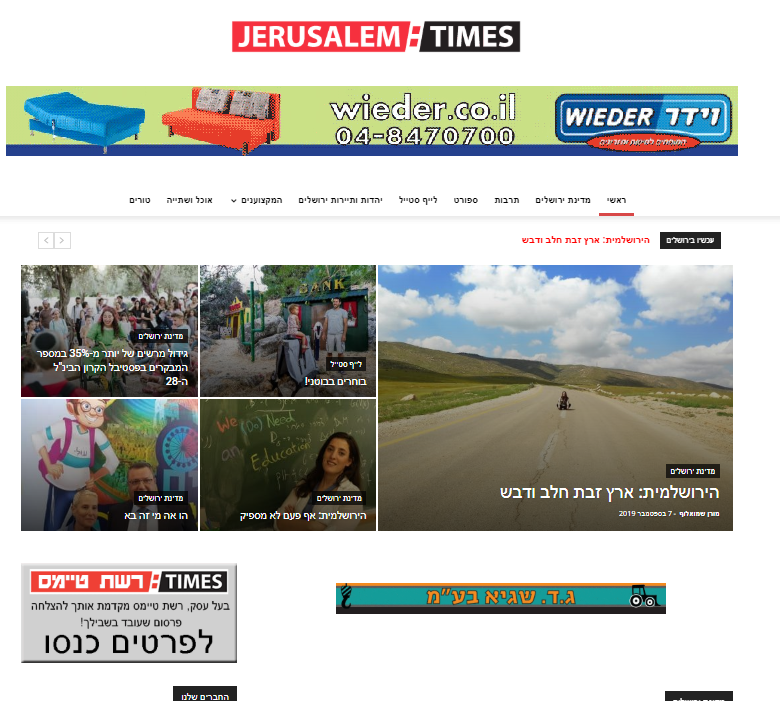 JERUSALEM TIMES
wieder.co.il
04-8470700
WIEDER וידר
ראשי
מדינת ירושלים
תרבות
ספורט
לייף סטייל
יהדות ותיירות ירושלים
המקצוענים
אוכל ושתייה
טורים
עכשיו בירושלים
הירושלמית: ארץ זבת חלב ודבש
מדינת ירושלים
הירושלמית: ארץ זבת חלב ודבש
מורן שמואלוף - 7 בספטמבר 2019
BANK
לייף סטייל
בוחרים בבוטני!
מדינת ירושלים
גידול מרשים של יותר מ-35% במספר
המבקרים בפסטיבל הקרון הבינ"ל
ה-28
We
Need
Education
מדינת ירושלים
הירושלמית: אף פעם לא מספיק
מדינת ירושלים
הו אה מי זה בא
ג.ד. שגיא בע"מ
רשת טיימס TIMES
בעל עסק, רשת טיימס מקדמת אותך להצלחה
פרסום שעובד בשבילך!
לפרטים כנסו
החברים שלנו